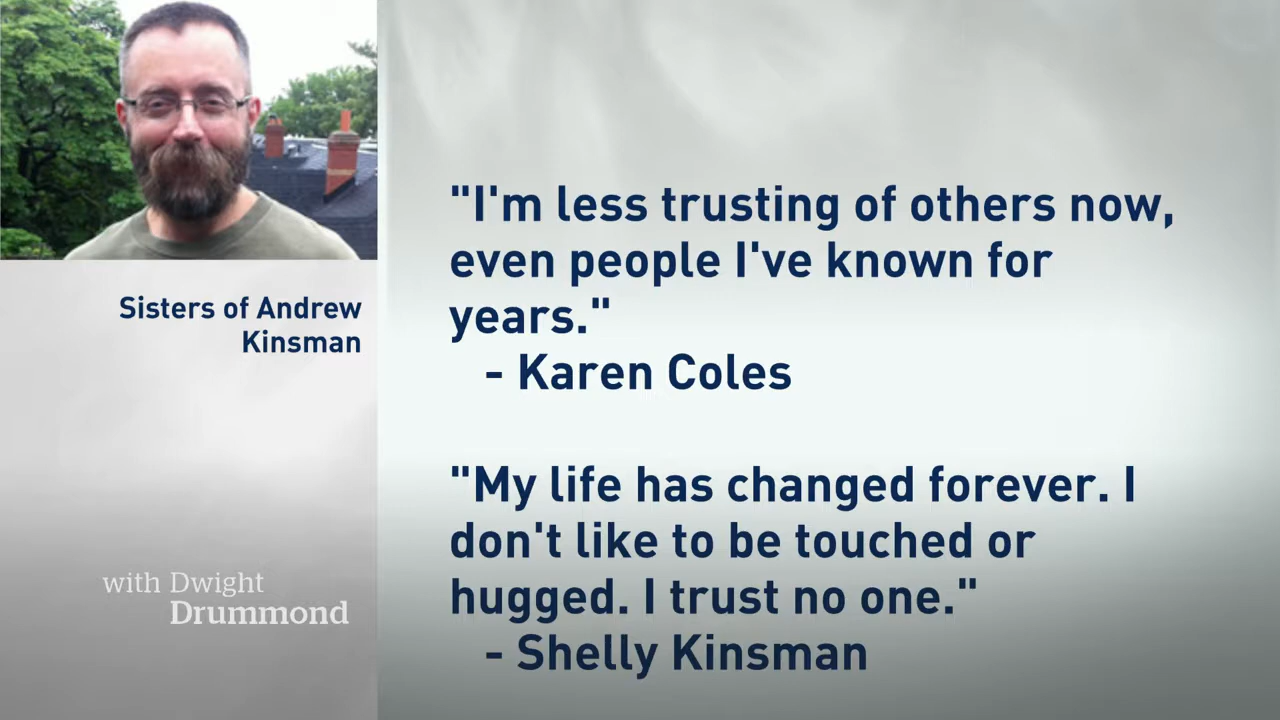 Sisters of Andrew
Kinsman
with Dwight
Drummond
"I'm less trusting of others now,
even people I've known for
years."
- Karen Coles
"My life has changed forever. I
don't like to be touched or
hugged. I trust no one."
- Shelly Kinsman